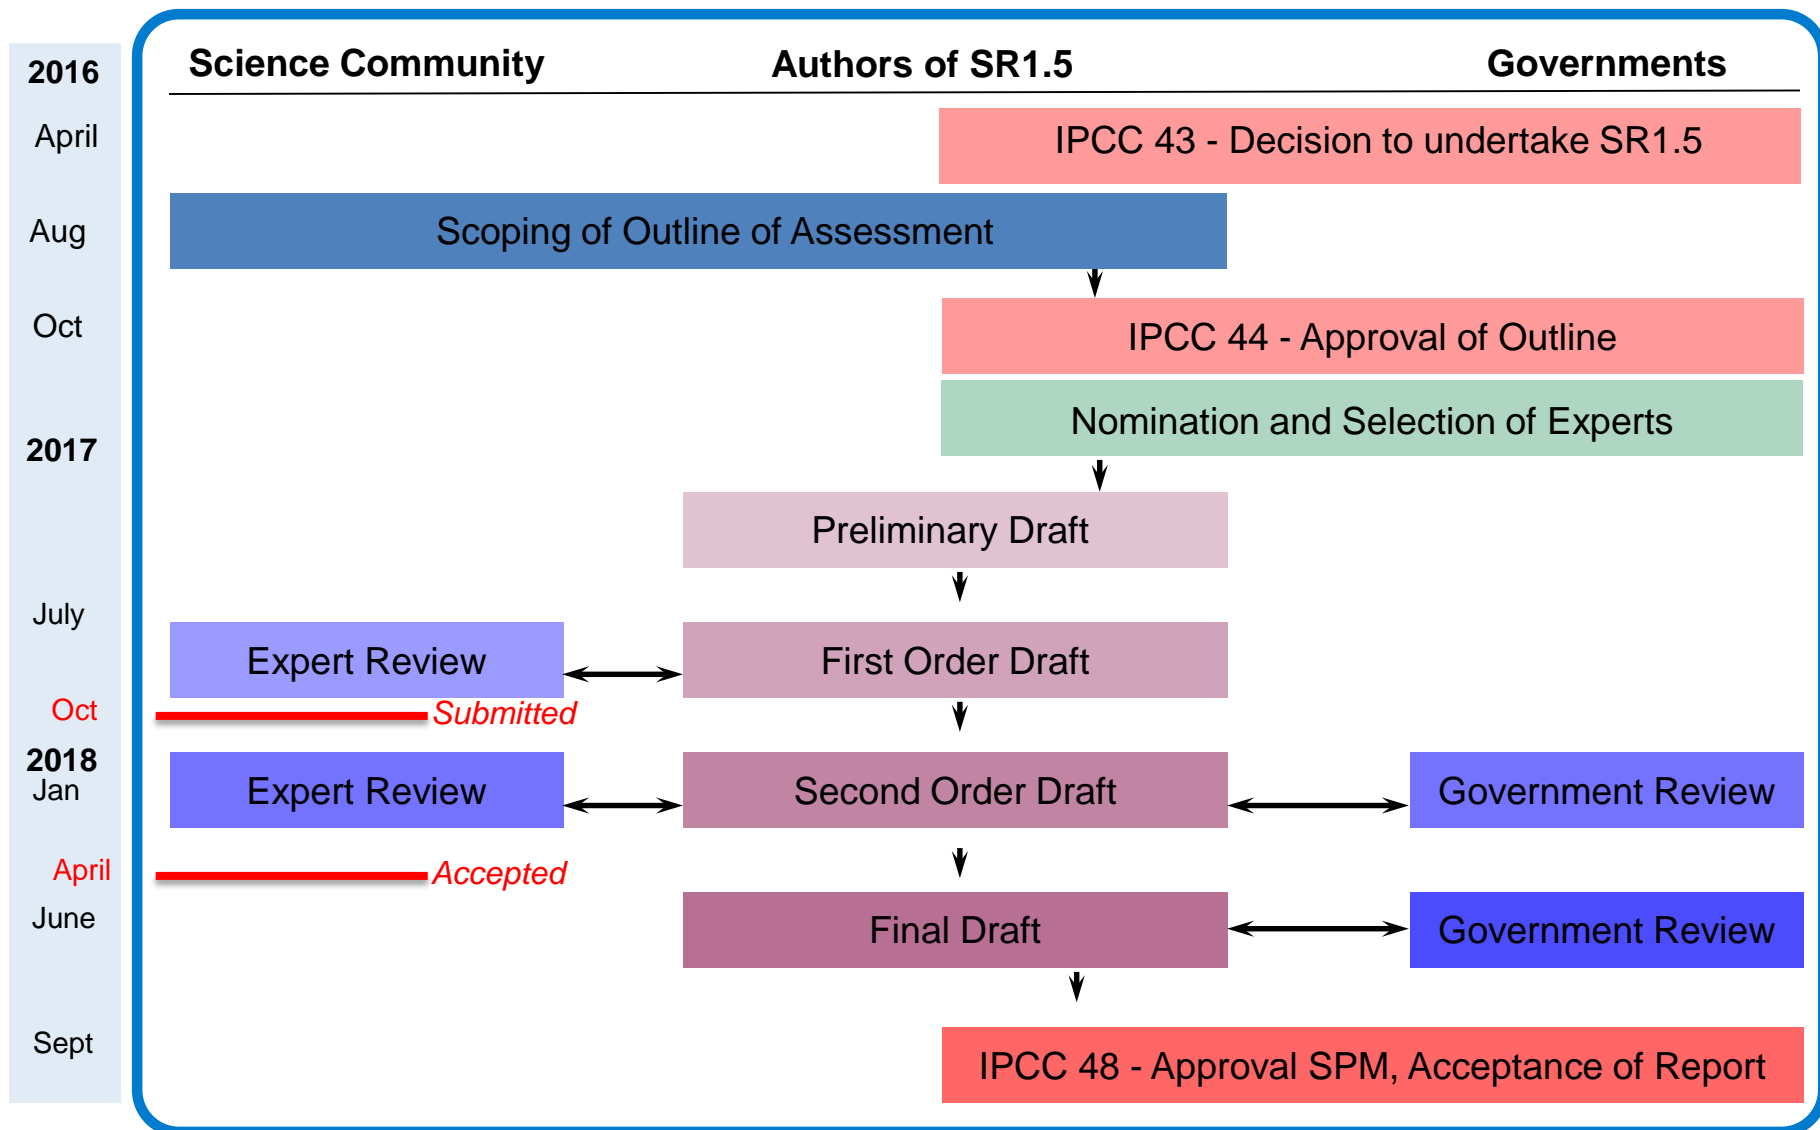 2016
Science Community
Authors of SR1.5
Governments
April
IPCC 43 - Decision to undertake SR1.5
Aug
Scoping of Outline of Assessment
Oct
IPCC 44 - Approval of Outline
Nomination and Selection of Experts
2017
Preliminary Draft
July
Expert Review
First Order Draft
Oct
Submitted
2018
Jan
Expert Review
Second Order Draft
Government Review
April
Accepted
June
Final Draft
Government Review
Sept
IPCC 48 - Approval SPM, Acceptance of Report